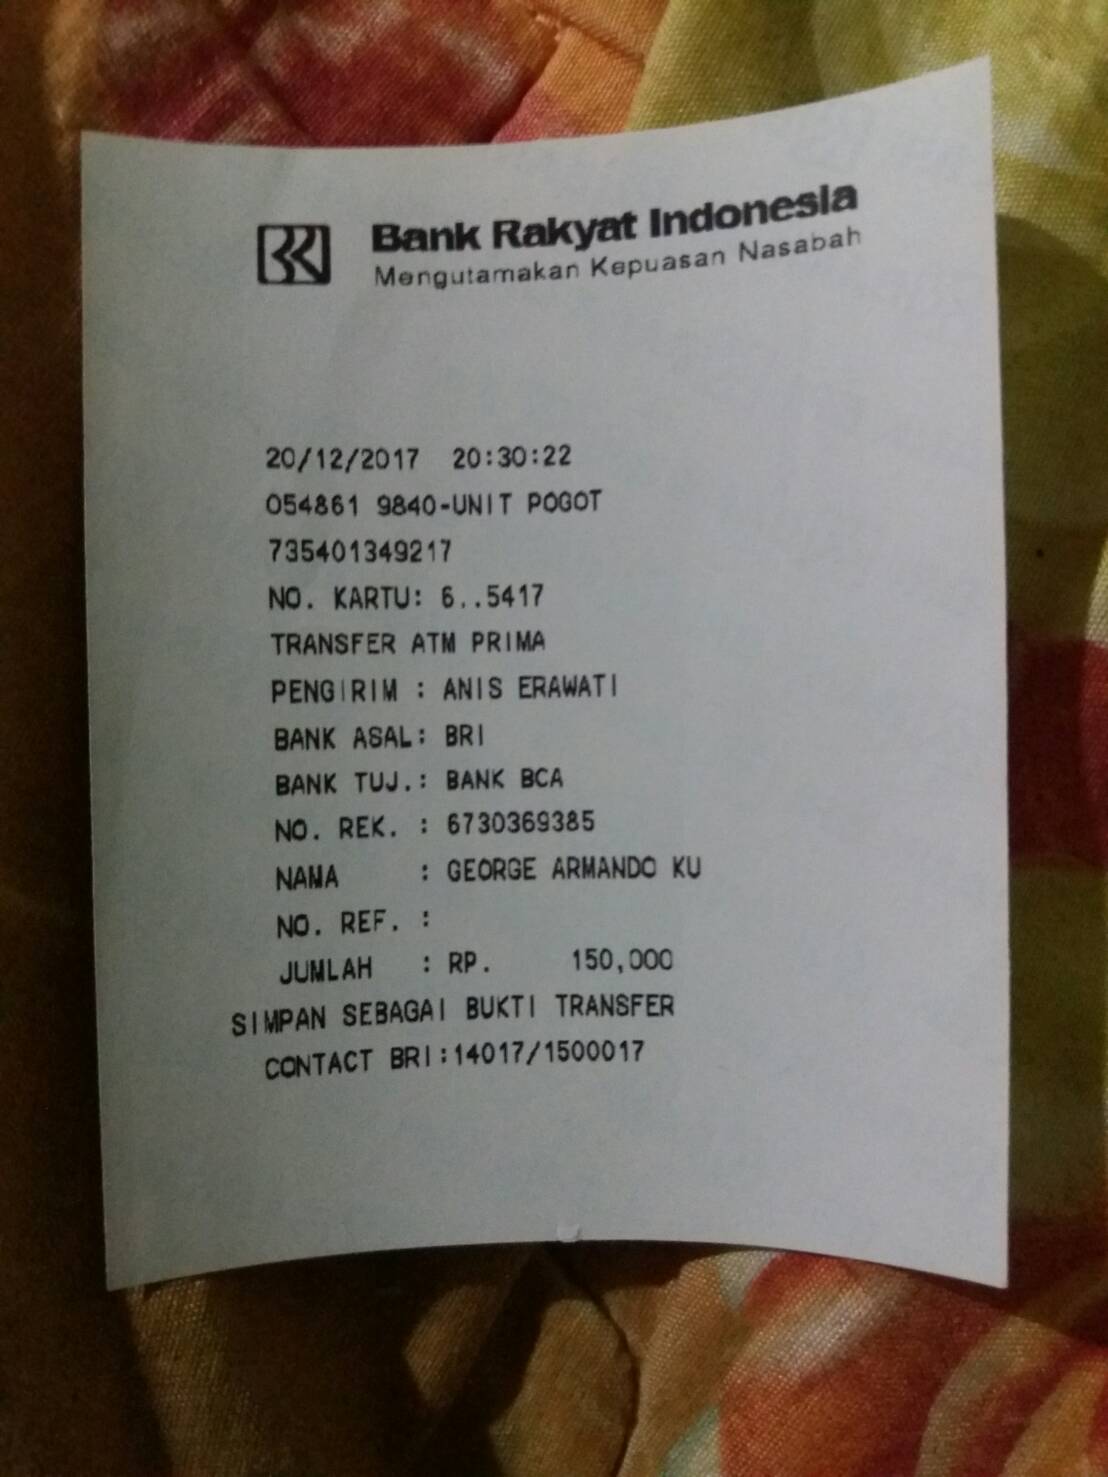 BRI Bank Rakyat Indonesia
Mengutamakan Kepuasan Nasabah
20/12/2017 20:30:22
054861 9840-UNIT POGOT
735401349217
NO. KARTU: 6..5417
TRANSFER ATM PRIMA
PENGIRIM : ANIS ERAWATI
BANK ASAL: BRI
BANK TUJ.: BANK BCA
NO. REK. : 6730369385
NAMA : GEORGE ARMANDO KU
NO. REF. :
JUMLAH : RP. 150,000
SIMPAN SEBAGAI BUKTI TRANSFER
CONTACT BRI:14017/1500017